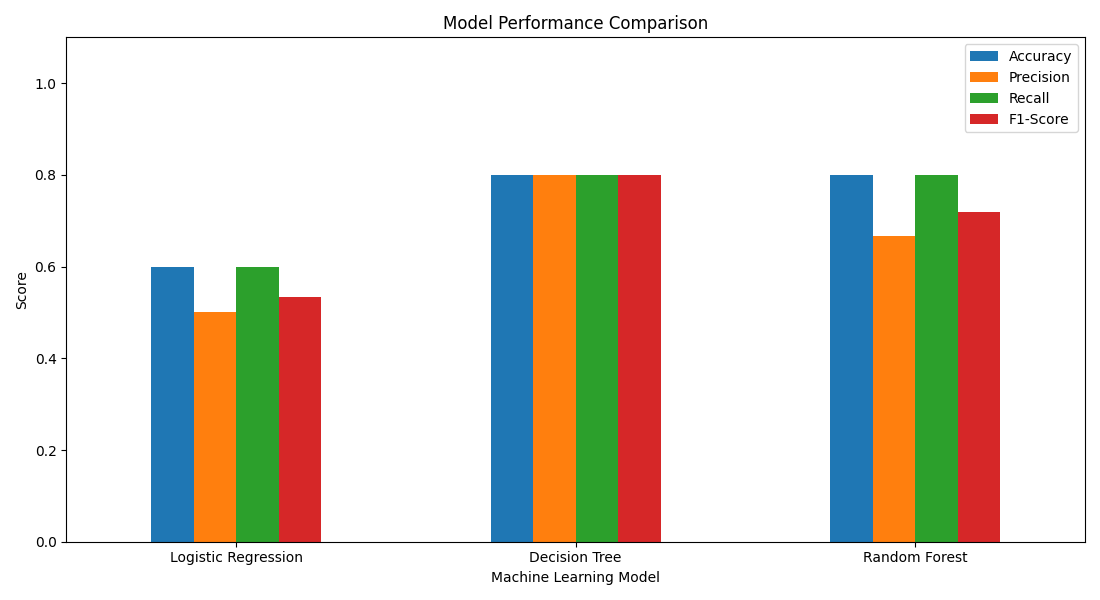 Model Performance Comparison
Accuracy
Precision
Recall
F1-Score
Score
1.0
0.8
0.6
0.4
0.2
0.0
Logistic Regression
Decision Tree
Random Forest
Machine Learning Model